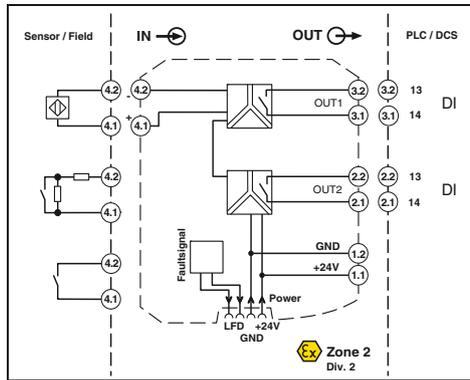 Sensor / Field
IN
OUT
PLC / DCS
4.2
-
4.2
3.2
3.2
13
OUT1
DI
4.1
+
4.1
3.1
3.1
14
4.2
2.2
2.2
13
OUT2
DI
4.1
2.1
2.1
14
Faultsignal
GND
1.2
4.2
+24V
1.1
4.1
Power
LFD
+24V
GND
Ex
Zone 2
Div. 2